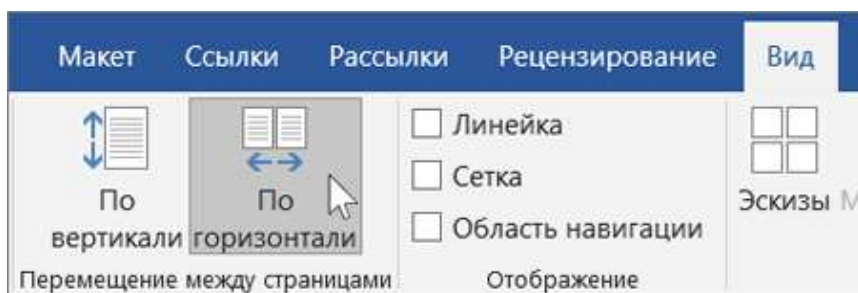 Макет Ссылки Рассылки Рецензирование Вид
По вертикали
По горизонтали
Перемещение между страницами
Линейка
Сетка
Область навигации
Отображение
Эскизы